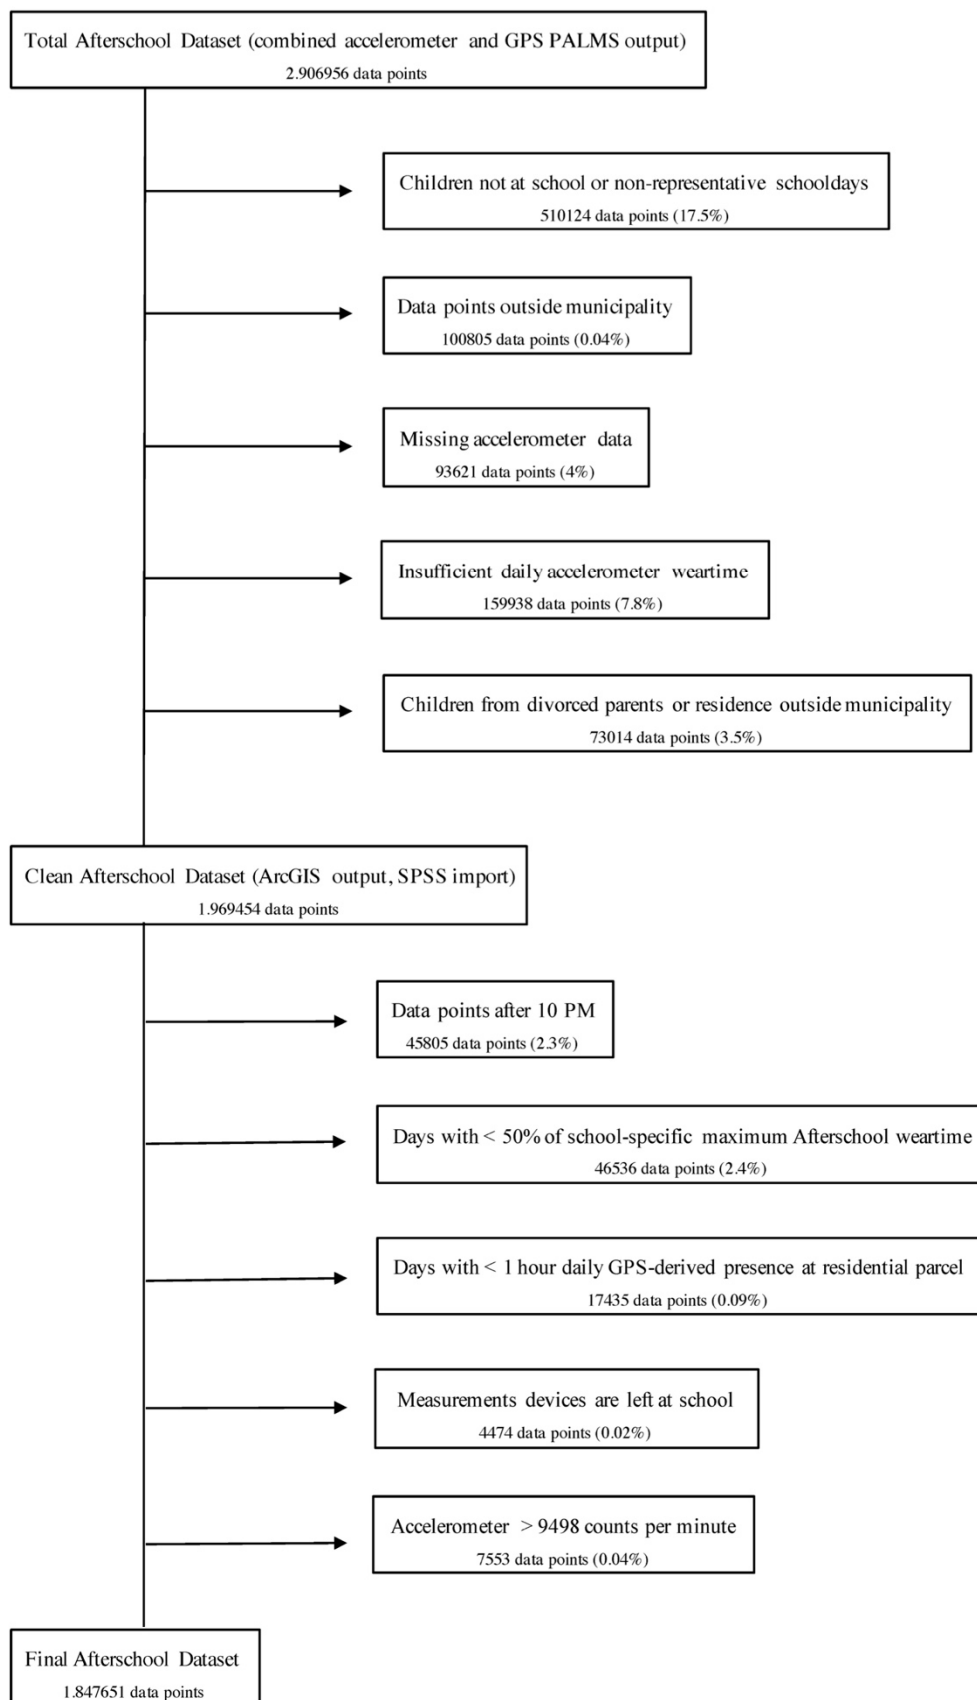 Total Afterschool Dataset (combined accelerometer and GPS PALMS output)
2.906956 data points
Children not at school or non-representative schooldays
510124 data points (17.5%)
Data points outside municipality
100805 data points (0.04%)
Missing accelerometer data
93621 data points (4%)
Insufficient daily accelerometer weartime
159938 data points (7.8%)
Children from divorced parents or residence outside municipality
73014 data points (3.5%)
Clean Afterschool Dataset (ArcGIS output, SPSS import)
1.969454 data points
Data points after 10 PM
45805 data points (2.3%)
Days with < 50% of school-specific maximum Afterschool weartime
46536 data points (2.4%)
Days with < 1 hour daily GPS-derived presence at residential parcel
17435 data points (0.09%)
Measurements devices are left at school
4474 data points (0.02%)
Accelerometer > 9498 counts per minute
7553 data points (0.04%)
Final Afterschool Dataset
1.847651 data points